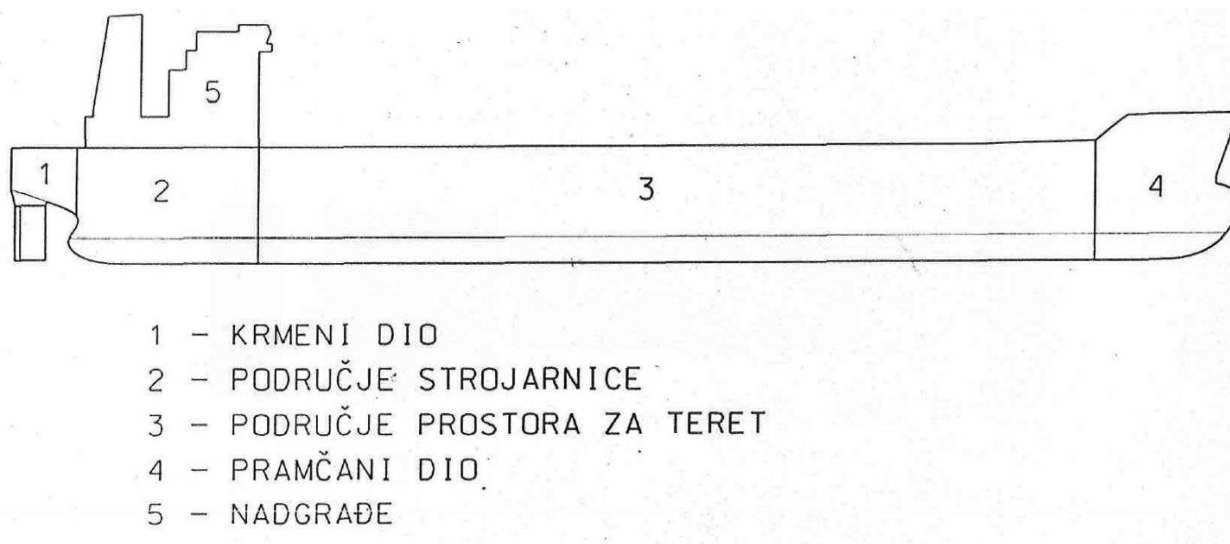 5
1
2
3
4
1 - KRMENI DIO
2 - PODRUČJE STROJARNICE
3 - PODRUČJE PROSTORA ZA TERET
4 - PRAMČANI DIO
5 - NADGRAĐE